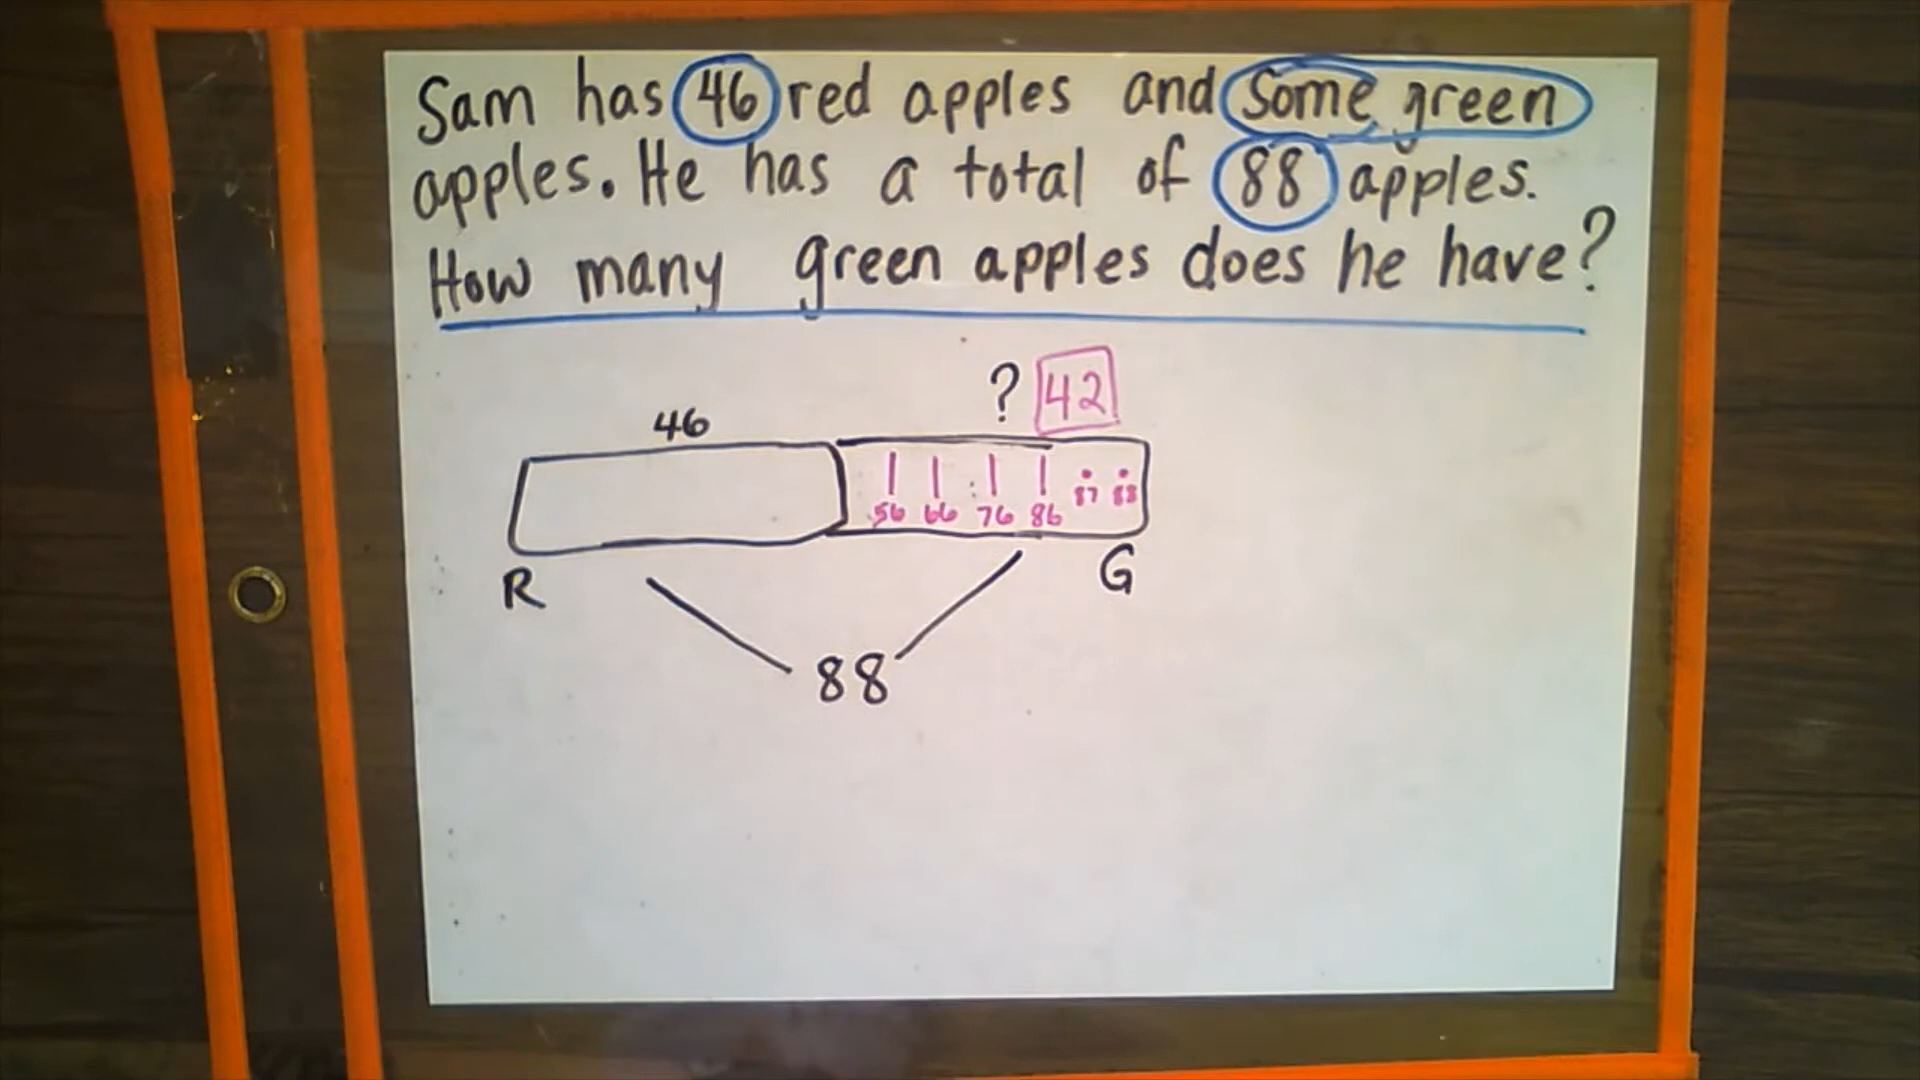 Sam has 46 red apples and some green
apples. He has a total of 88 apples.
How many green apples does he have?
? 42
46
56 66 76 86 87 88
R G
88